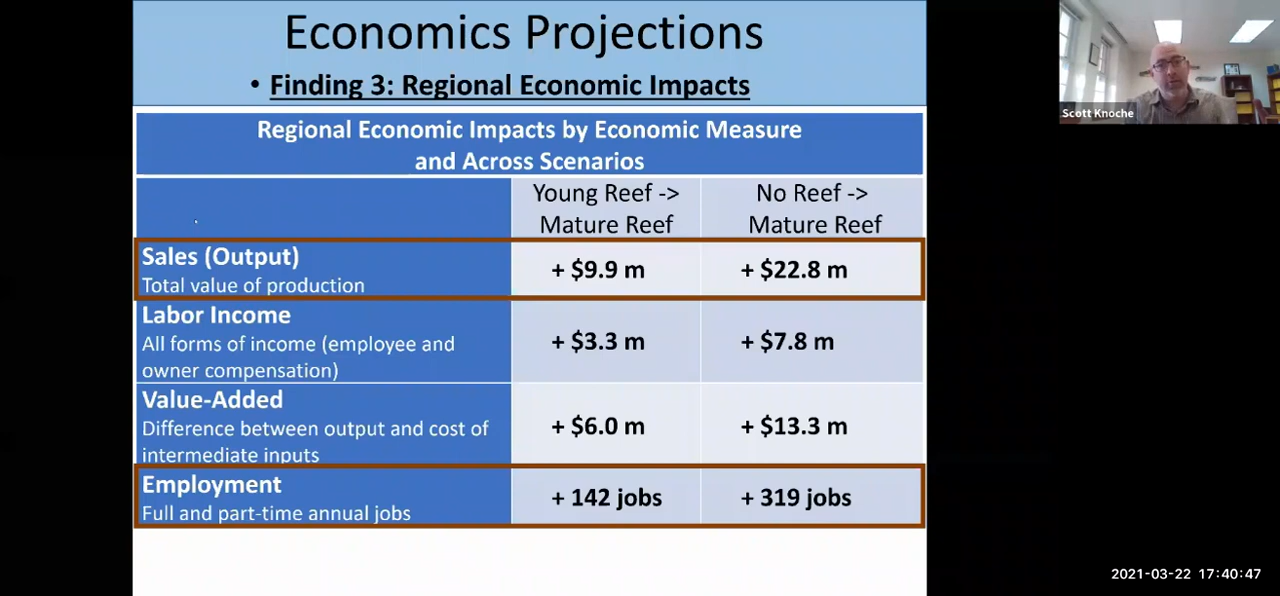 Economics Projections
• Finding 3: Regional Economic Impacts
Regional Economic Impacts by Economic Measure
and Across Scenarios
Young Reef ->
Mature Reef
No Reef ->
Mature Reef
Sales (Output)
Total value of production
+ $9.9 m
+ $22.8 m
Labor Income
All forms of income (employee and
owner compensation)
+ $3.3 m
+ $7.8 m
Value-Added
Difference between output and cost of
intermediate inputs
+ $6.0 m
+ $13.3 m
Employment
Full and part-time annual jobs
+ 142 jobs
+ 319 jobs
Scott Knoche
2021-03-22 17:40:47